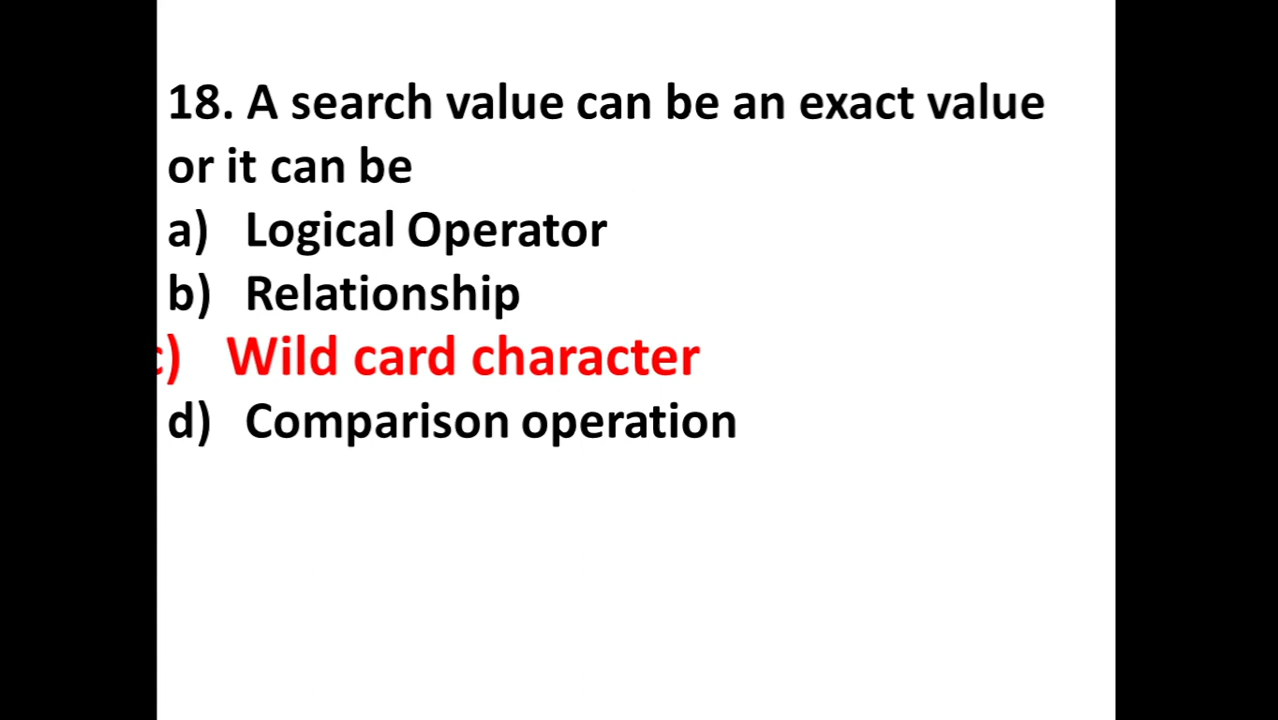 18. A search value can be an exact value
or it can be
a) Logical Operator
b) Relationship
c) Wild card character
d) Comparison operation